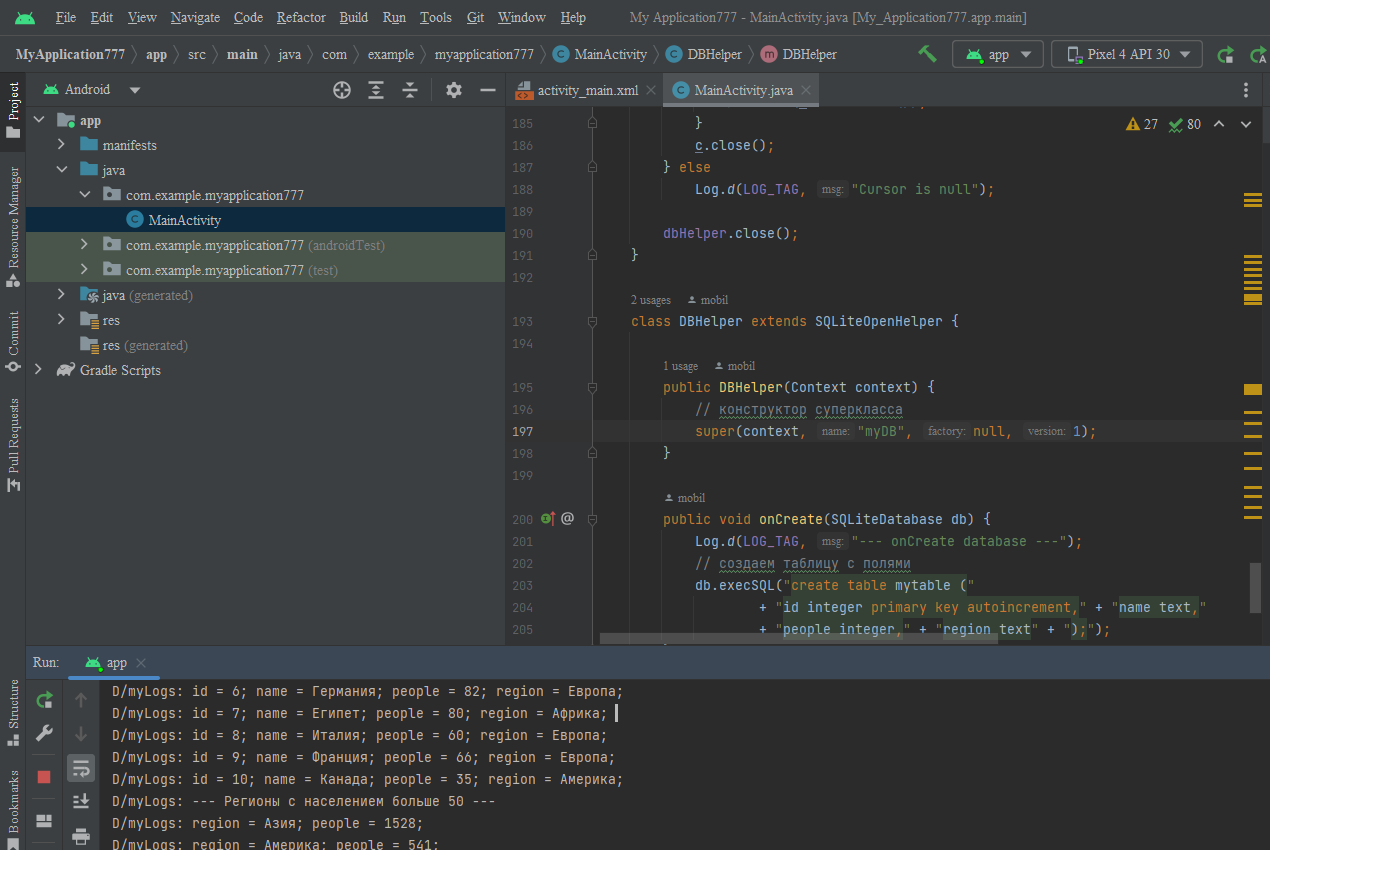 File Edit View Navigate Code Refactor Build Run Tools Git Window Help My Application777 - MainActivity.java [My_Application777.app.main]
MyApplication777 app src main java com example myapplication777 MainActivity DBHelper DBHelper app Pixel 4 API 30
Project
Resource Manager
Commit
Pull Requests
Structure
Bookmarks
Android
app
manifests
java
com.example.myapplication777
MainActivity
com.example.myapplication777 (androidTest)
com.example.myapplication777 (test)
java (generated)
res
res (generated)
Gradle Scripts
activity_main.xml MainActivity.java
27 80
185 }
186 c.close();
187 } else
188 Log.d(LOG_TAG, msg: "Cursor is null");
189
190 dbHelper.close();
191 }
192
2 usages mobil
193 class DBHelper extends SQLiteOpenHelper {
194
1 usage mobil
195 public DBHelper(Context context) {
196 // конструктор суперкласса
197 super(context, name: "myDB", factory: null, version: 1);
198 }
199
mobil
200 @ public void onCreate(SQLiteDatabase db) {
201 Log.d(LOG_TAG, msg: "--- onCreate database ---");
202 // создаем таблицу с полями
203 db.execSQL("create table mytable ("
204 + "id integer primary key autoincrement," + "name text,"
205 + "people integer," + "region text" + ");");
Run: app
D/myLogs: id = 6; name = Германия; people = 82; region = Европа;
D/myLogs: id = 7; name = Египет; people = 80; region = Африка;
D/myLogs: id = 8; name = Италия; people = 60; region = Европа;
D/myLogs: id = 9; name = Франция; people = 66; region = Европа;
D/myLogs: id = 10; name = Канада; people = 35; region = Америка;
D/myLogs: --- Регионы с населением больше 50 ---
D/myLogs: region = Азия; people = 1528;
D/myLogs: region = Америка; people = 541;